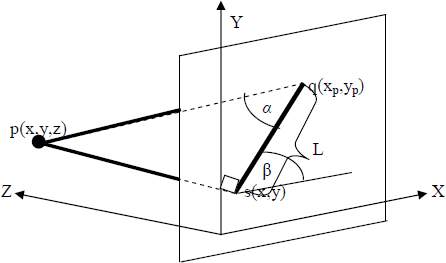 Y
q(xp,yp)
α
p(x,y,z)
L
β
Z
s(x,y)
X